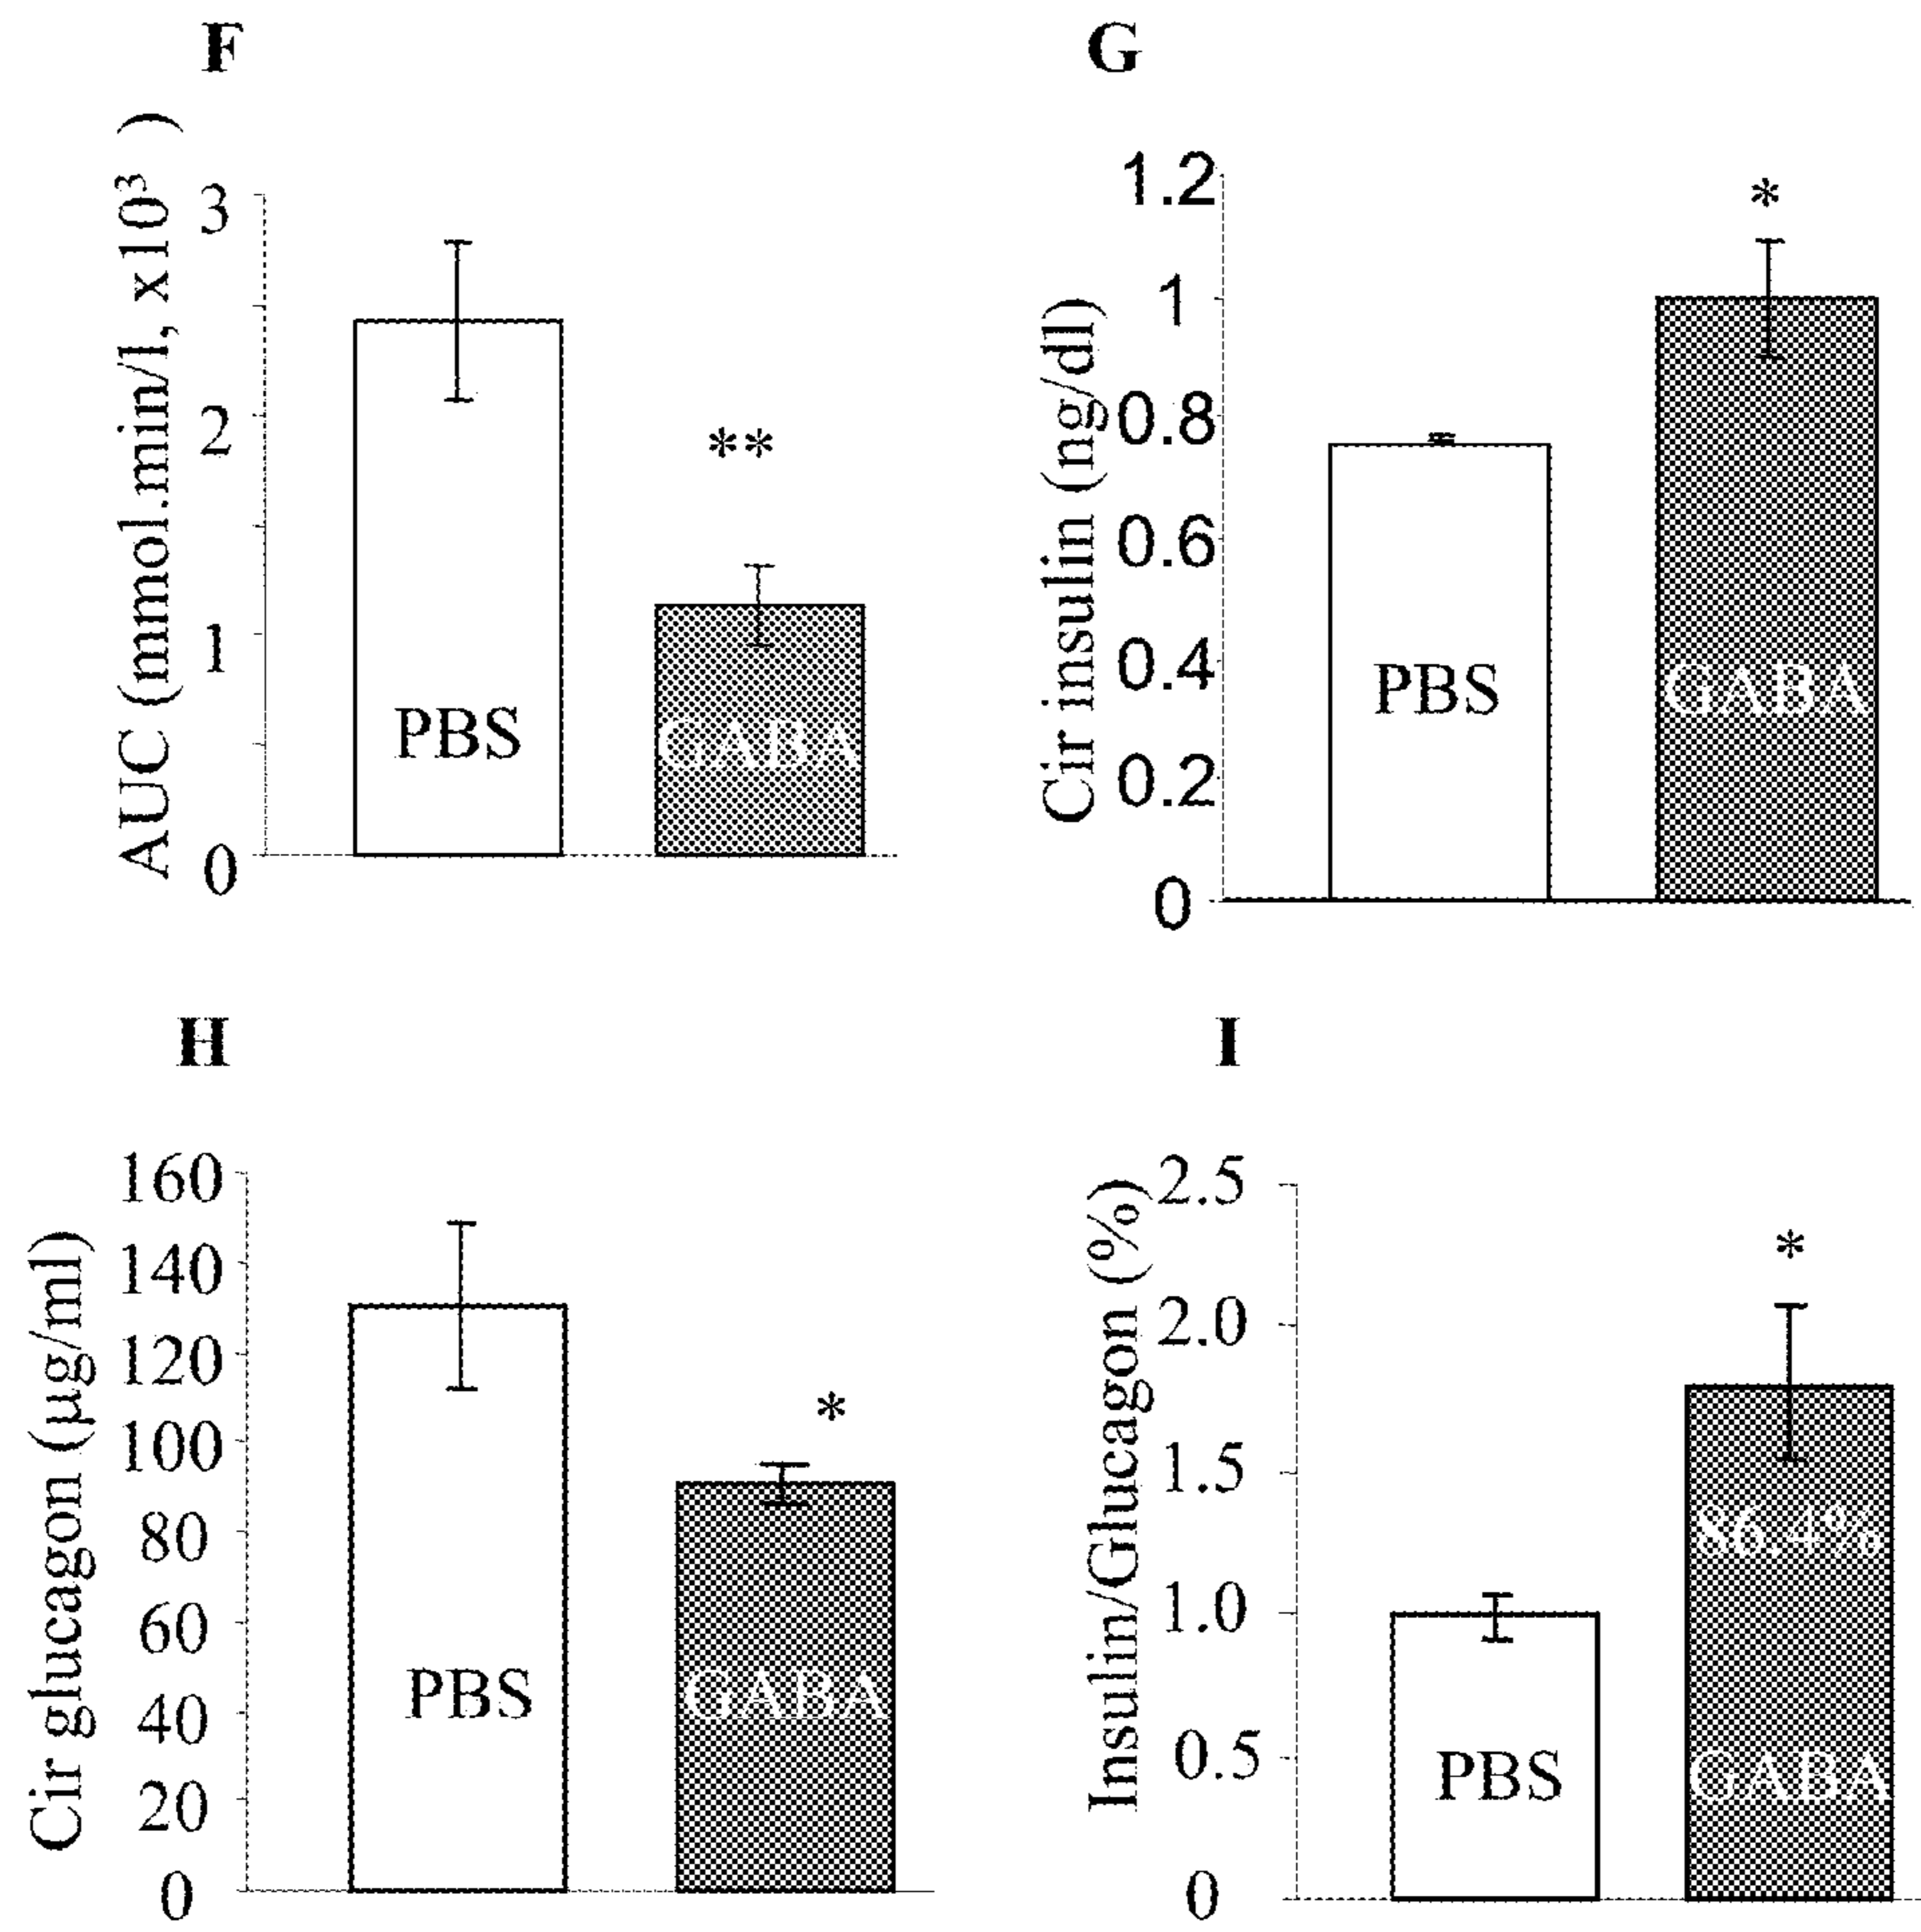 F
AUC (mmol.min/l, x10³ )
3
2
1
0
**
PBS
GABA
G
Cir insulin (ng/dl)
1.2
1
0.8
0.6
0.4
0.2
0
*
PBS
GABA
H
Cir glucagon (µg/ml)
160
140
120
100
80
60
40
20
0
*
PBS
GABA
I
Insulin/Glucagon (%)
2.5
2.0
1.5
1.0
0.5
0
*
86.4%
PBS
GABA